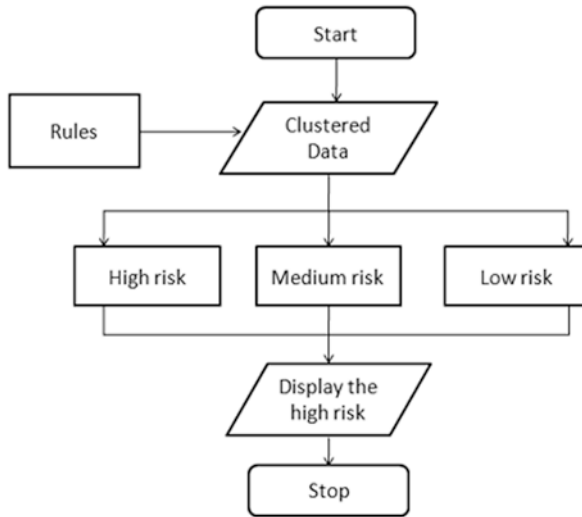 Start
Rules
Clustered
Data
High risk
Medium risk
Low risk
Display the
high risk
Stop